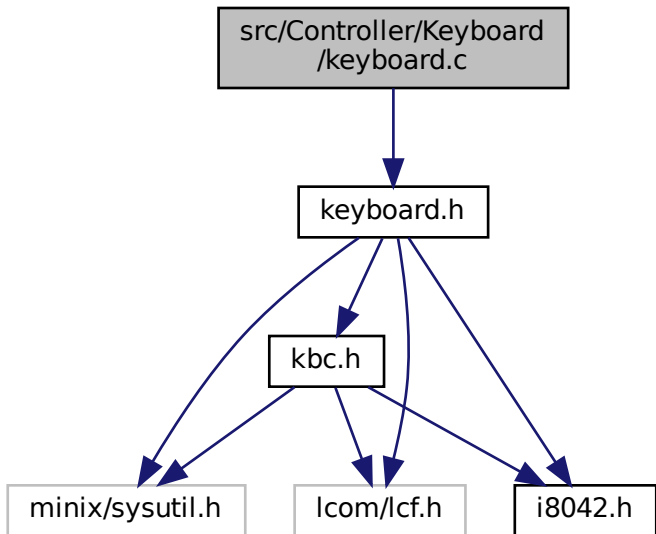 src/Controller/Keyboard
/keyboard.c
keyboard.h
kbc.h
minix/sysutil.h
lcom/lcf.h
i8042.h